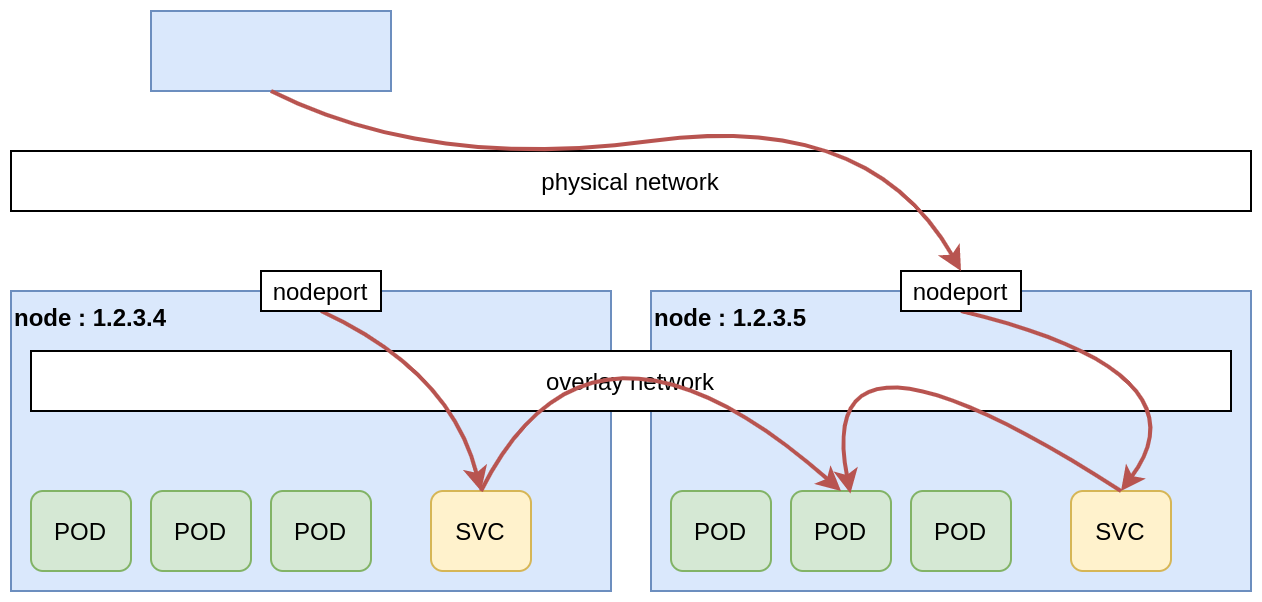 physical network
nodeport
nodeport
node : 1.2.3.4
node : 1.2.3.5
overlay network
POD
POD
POD
SVC
POD
POD
POD
SVC